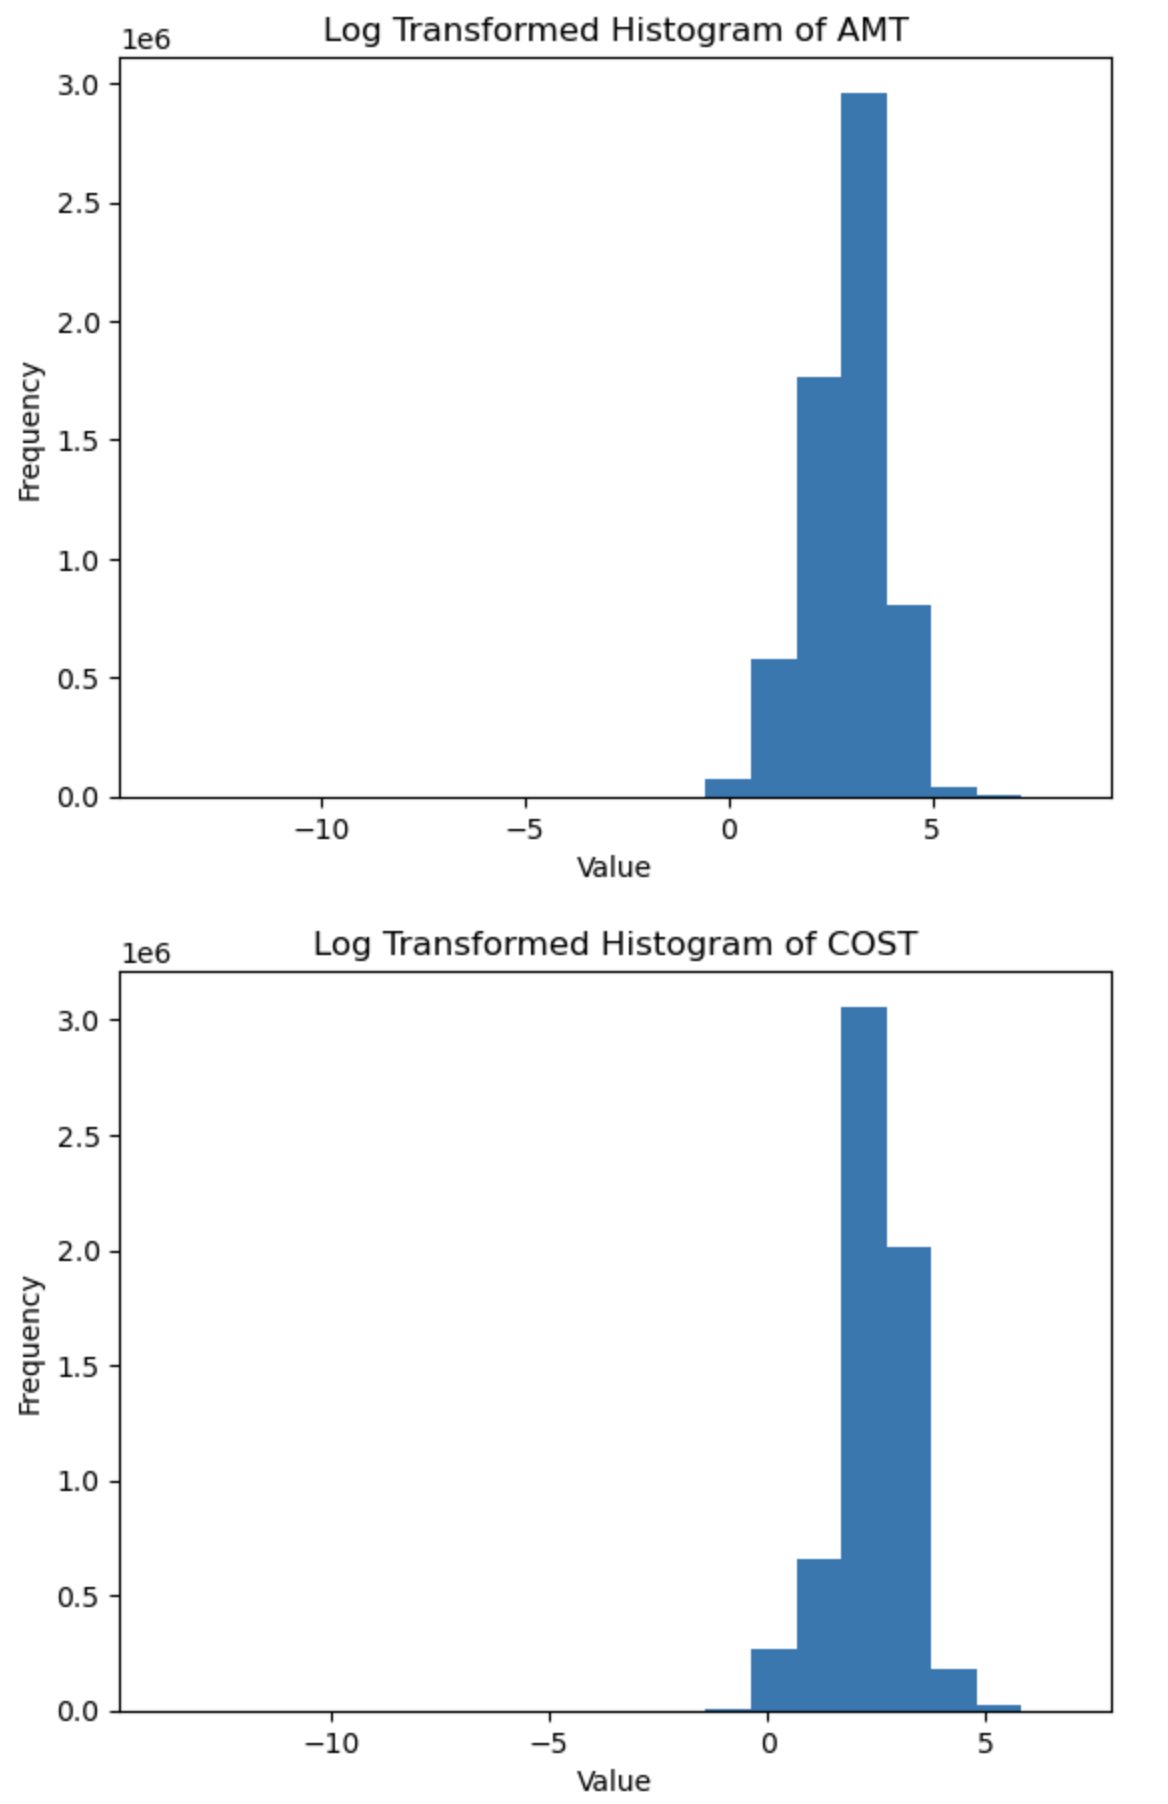 Log Transformed Histogram of AMT
1e6
3.0
2.5
2.0
1.5
1.0
0.5
0.0
Frequency
−10 −5 0 5
Value
Log Transformed Histogram of COST
1e6
3.0
2.5
2.0
1.5
1.0
0.5
0.0
Frequency
−10 −5 0 5
Value